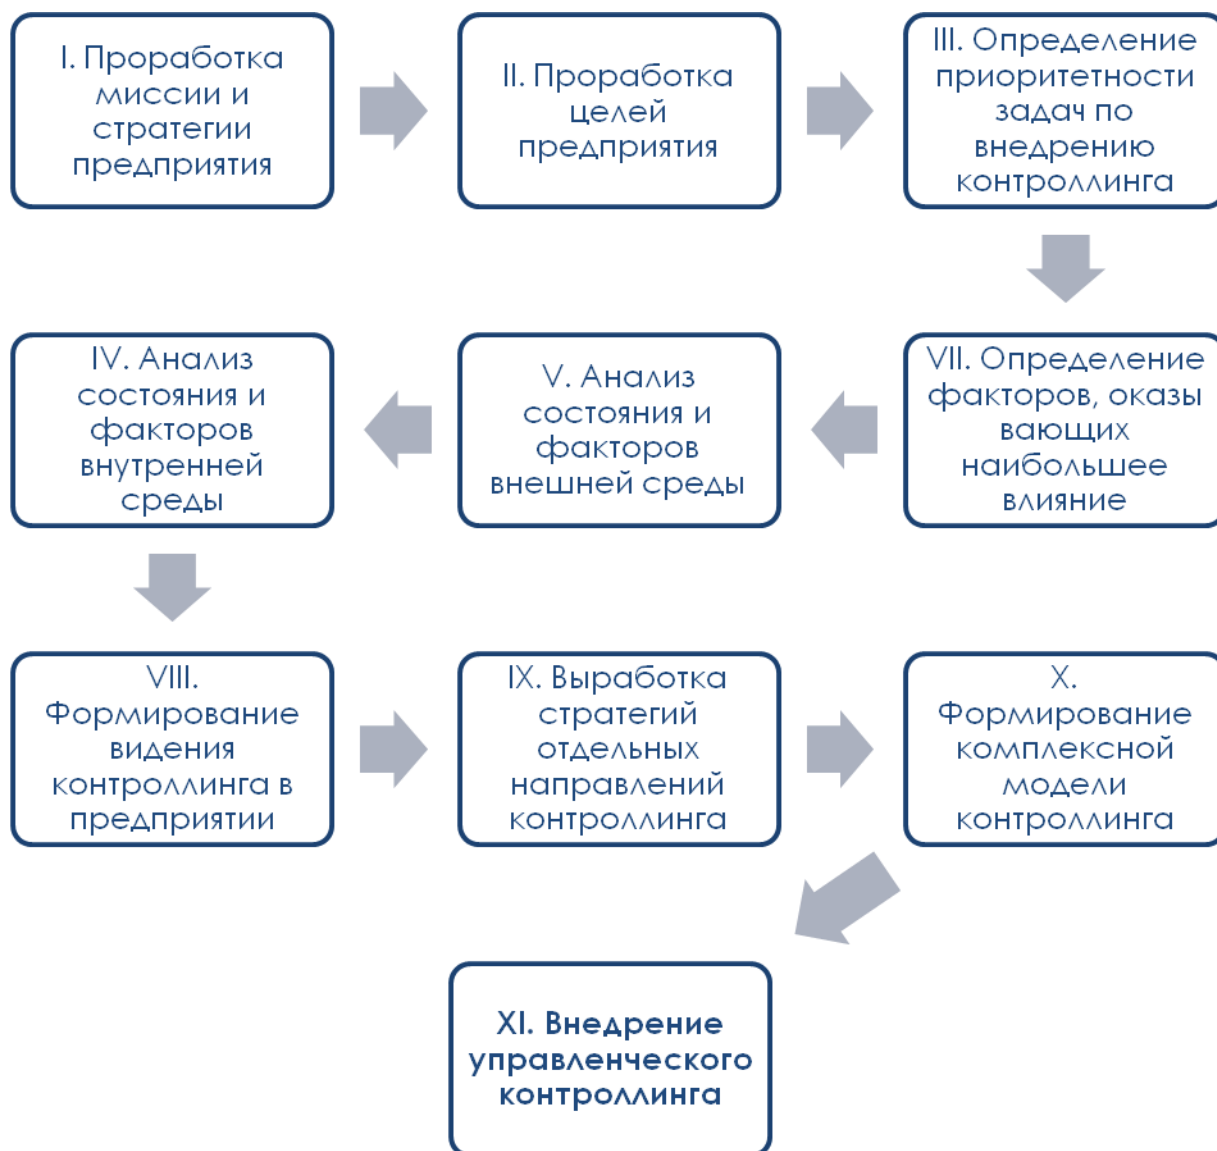 I. Проработка
миссии и
стратегии
предприятия
II. Проработка
целей
предприятия
III. Определение
приоритетности
задач по
внедрению
контроллинга
IV. Анализ
состояния и
факторов
внутренней
среды
V. Анализ
состояния и
факторов
внешней среды
VII. Определение
факторов, оказы
вающих
наибольшее
влияние
VIII.
Формирование
видения
контроллинга в
предприятии
IX. Выработка
стратегий
отдельных
направлений
контроллинга
X.
Формирование
комплексной
модели
контроллинга
XI. Внедрение
управленческого
контроллинга